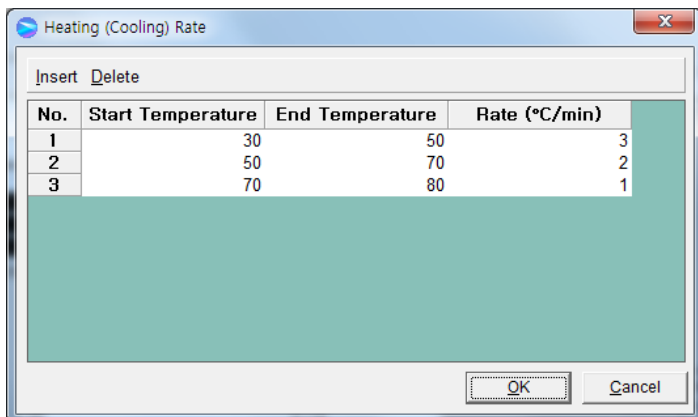 Heating (Cooling) Rate
Insert Delete
No. Start Temperature End Temperature Rate (°C/min)
1 30 50 3
2 50 70 2
3 70 80 1
OK Cancel